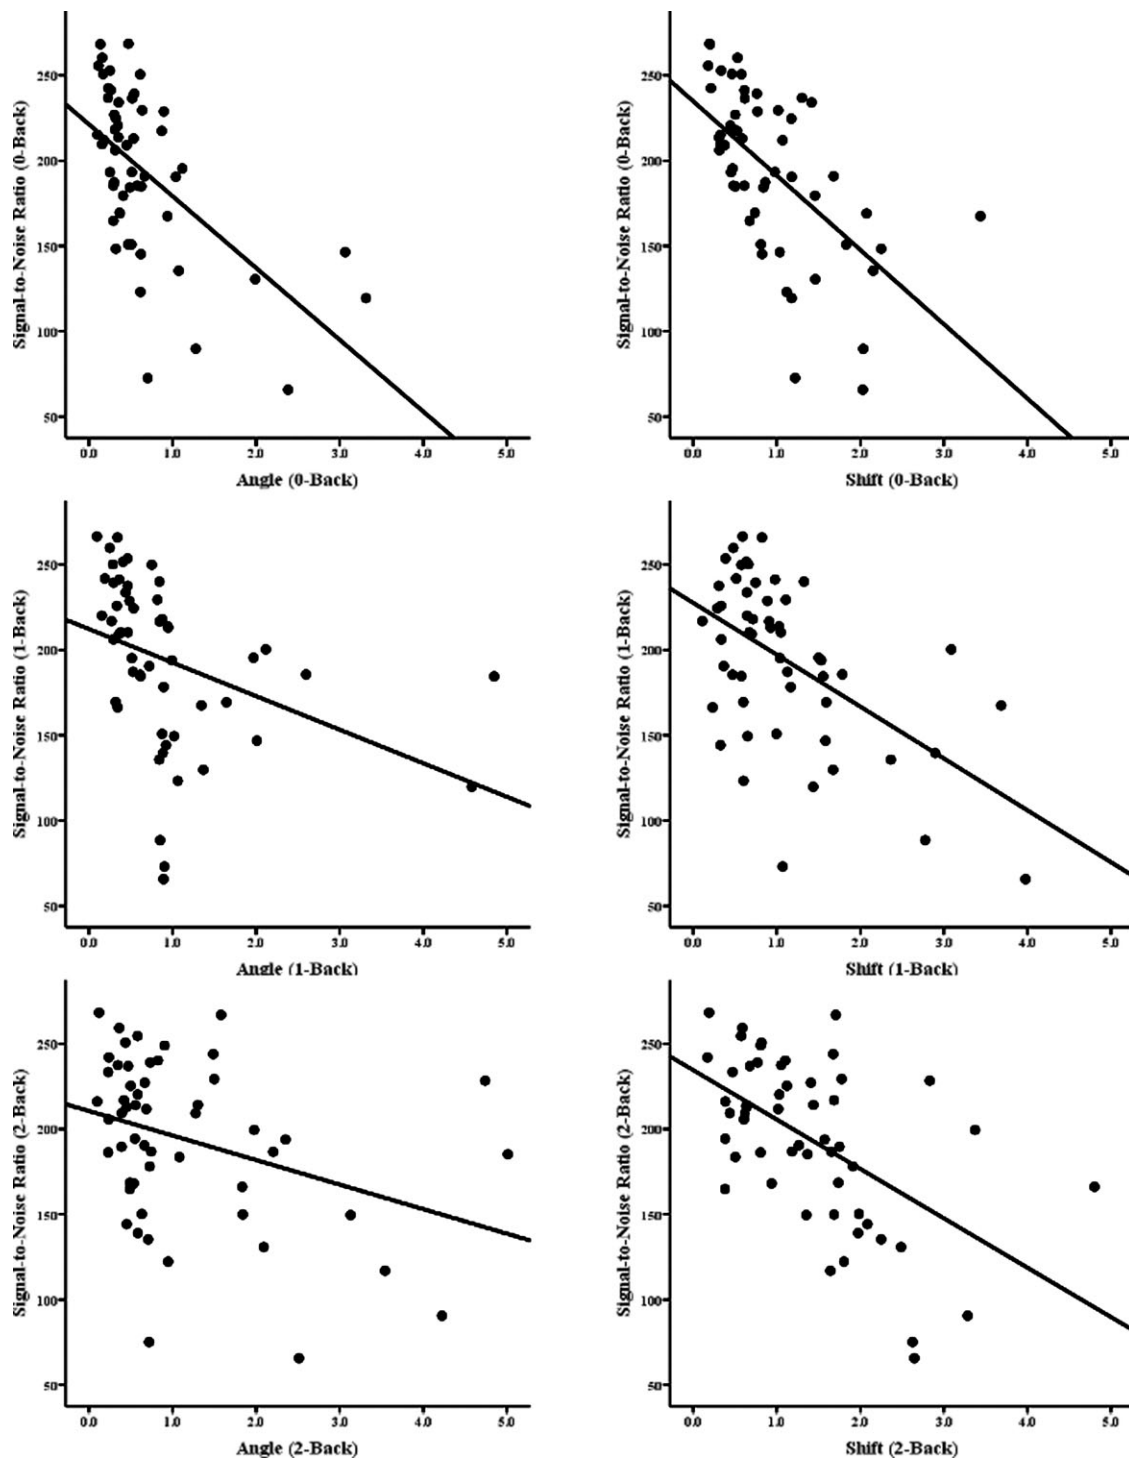 Signal-to-Noise Ratio (0-Back)
250
200
150
100
50
0.0 1.0 2.0 3.0 4.0 5.0
Angle (0-Back)
Signal-to-Noise Ratio (0-Back)
250
200
150
100
50
0.0 1.0 2.0 3.0 4.0 5.0
Shift (0-Back)
Signal-to-Noise Ratio (1-Back)
250
200
150
100
50
0.0 1.0 2.0 3.0 4.0 5.0
Angle (1-Back)
Signal-to-Noise Ratio (1-Back)
250
200
150
100
50
0.0 1.0 2.0 3.0 4.0 5.0
Shift (1-Back)
Signal-to-Noise Ratio (2-Back)
250
200
150
100
50
0.0 1.0 2.0 3.0 4.0 5.0
Angle (2-Back)
Signal-to-Noise Ratio (2-Back)
250
200
150
100
50
0.0 1.0 2.0 3.0 4.0 5.0
Shift (2-Back)